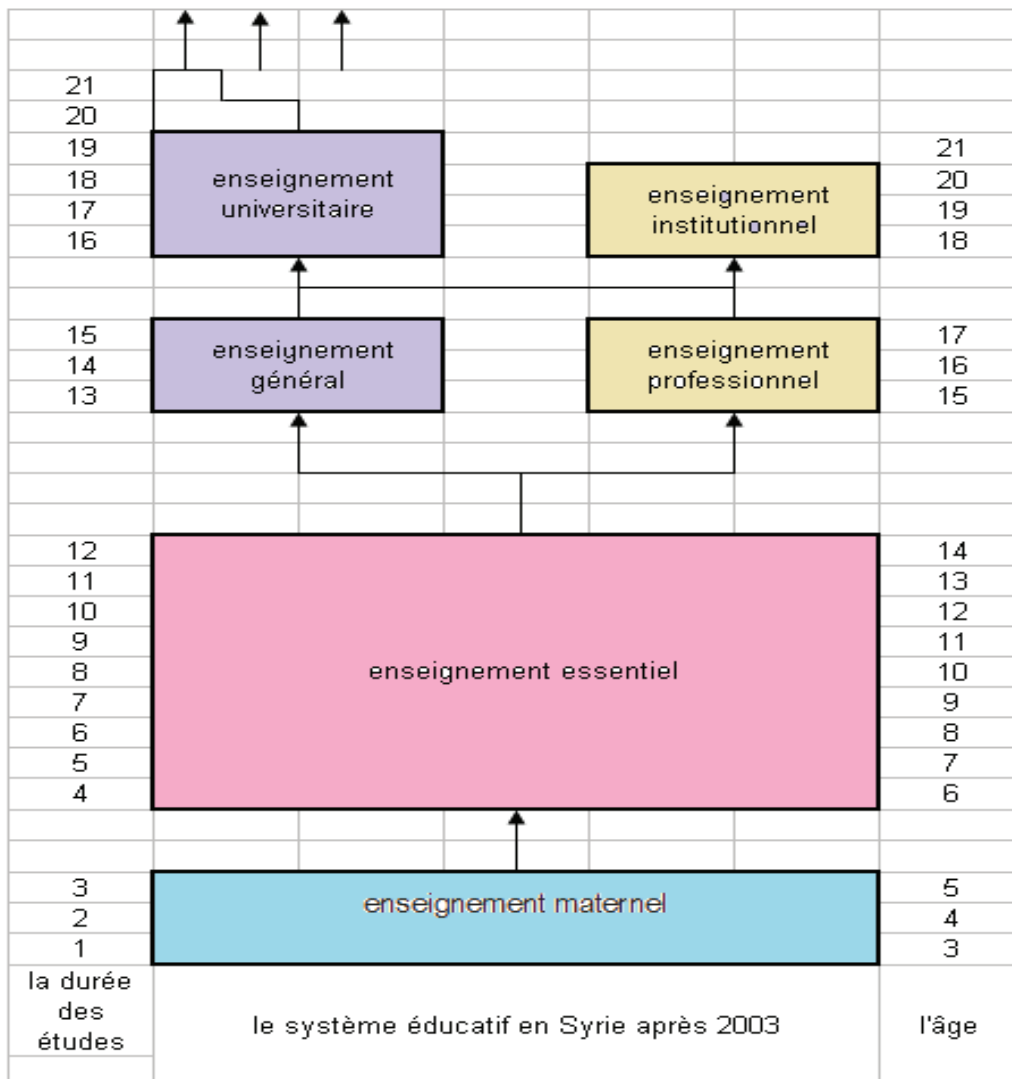 21
20
19 21
18 enseignement universitaire enseignement institutionnel 20
17 19
16 18
15 17
14 enseignement général enseignement professionnel 16
13 15
12 14
11 13
10 12
9 11
8 enseignement essentiel 10
7 9
6 8
5 7
4 6
3 enseignement maternel 5
2 4
1 3
la durée
des
études
le système éducatif en Syrie après 2003
l'âge